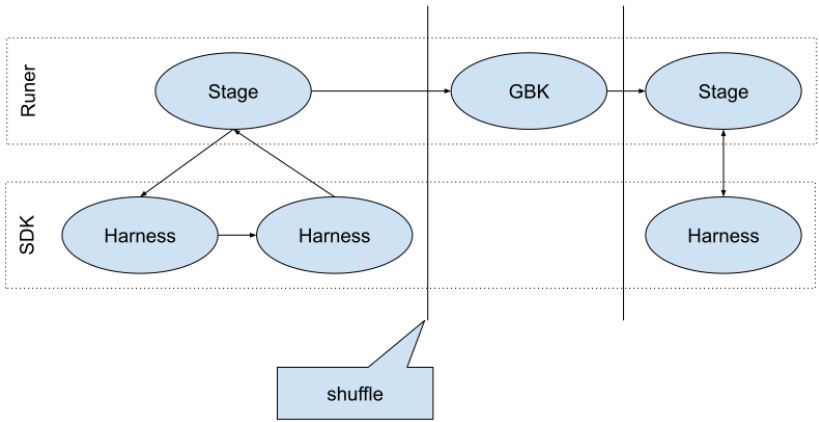 Runer
Stage
GBK
Stage
SDK
Harness
Harness
Harness
shuffle